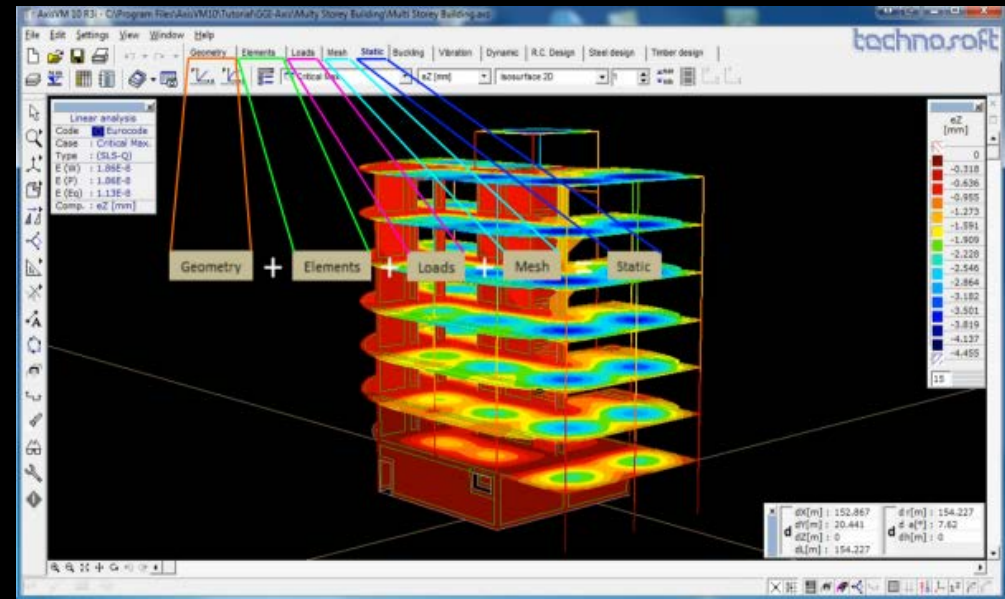 AxisVM 10 R3i - C:\Program Files\AxisVM10\Tutorial\GGE-Axis\Multy Storey Building\Multi Storey Building.axs
File Edit Settings View Window Help
technosoft
Geometry Elements Loads Mesh Static Buckling Vibration Dynamic R.C. Design Steel design Timber design
Critical Max.
eZ [mm]
Isosurface 2D
Linear analysis
Code Eurocode
Case : Critical Max.
Type : (SLS-Q)
E (W) : 1.86E-8
E (P) : 1.86E-8
E (Eq) : 1.13E-8
Comp. : eZ [mm]
Geometry + Elements + Loads + Mesh = Static
eZ
[mm]
0
-0.318
-0.636
-0.955
-1.273
-1.591
-1.909
-2.228
-2.546
-2.864
-3.182
-3.501
-3.819
-4.137
-4.455
15
d
dX[m] : 152.867
dY[m] : 20.441
dZ[m] : 0
dL[m] : 154.227
d
d r[m] : 154.227
d a[°] : 7.62
dh[m] : 0